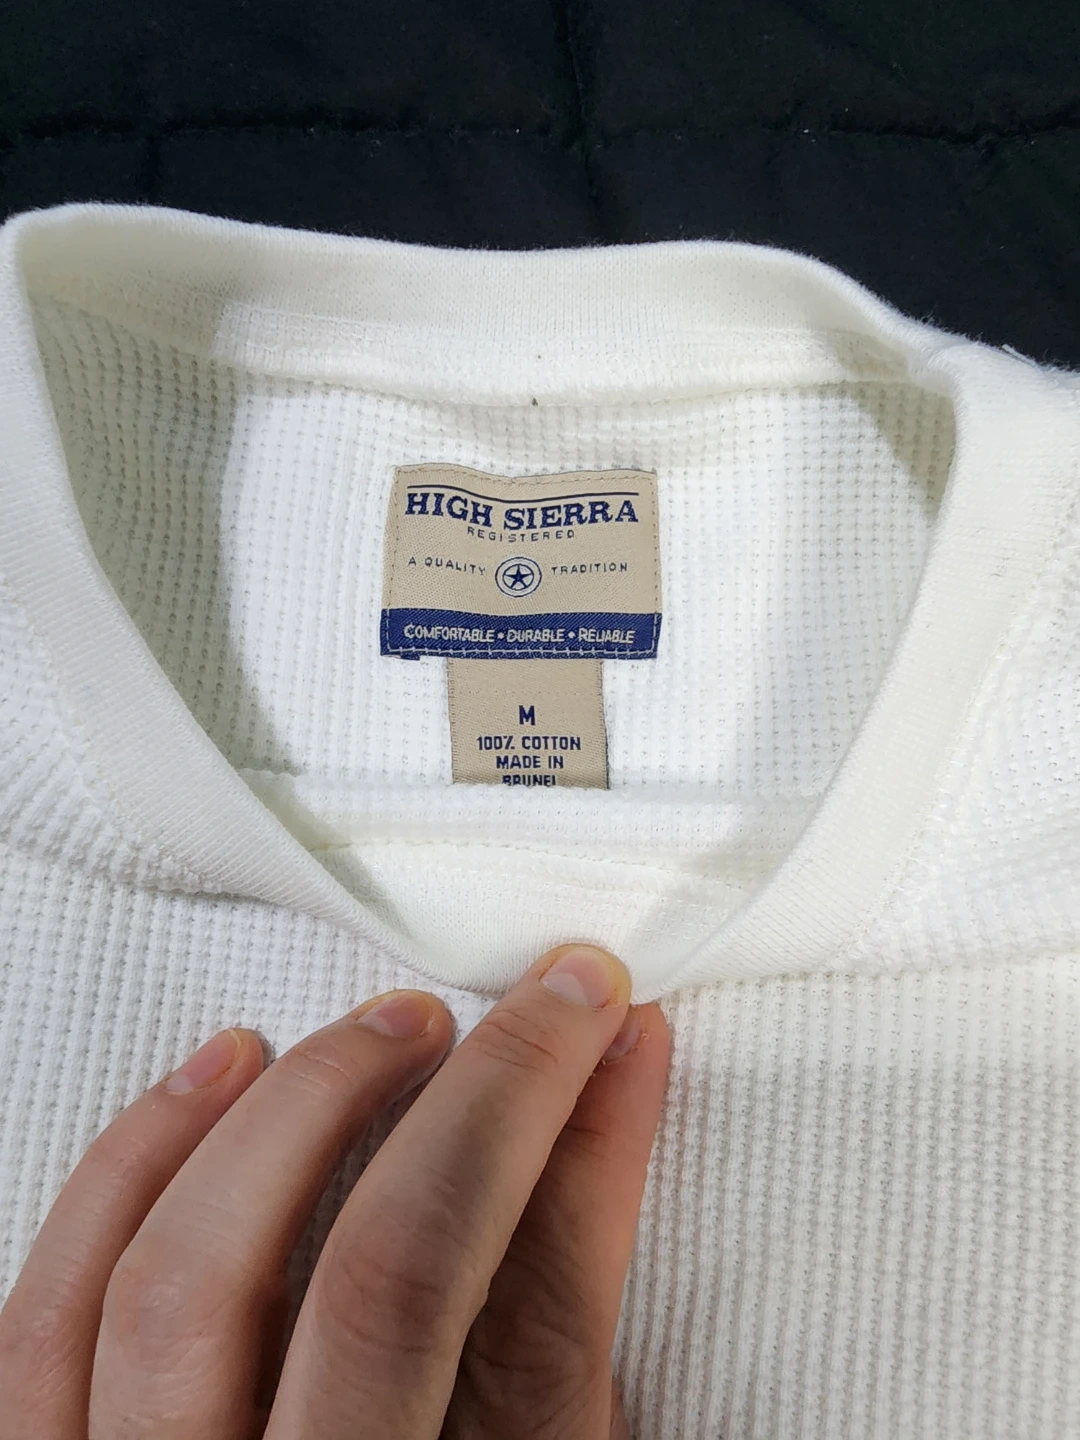 HIGH SIERRA
REGISTERED
A QUALITY TRADITION
COMFORTABLE • DURABLE • RELIABLE
M
100% COTTON
MADE IN
BRUNEI